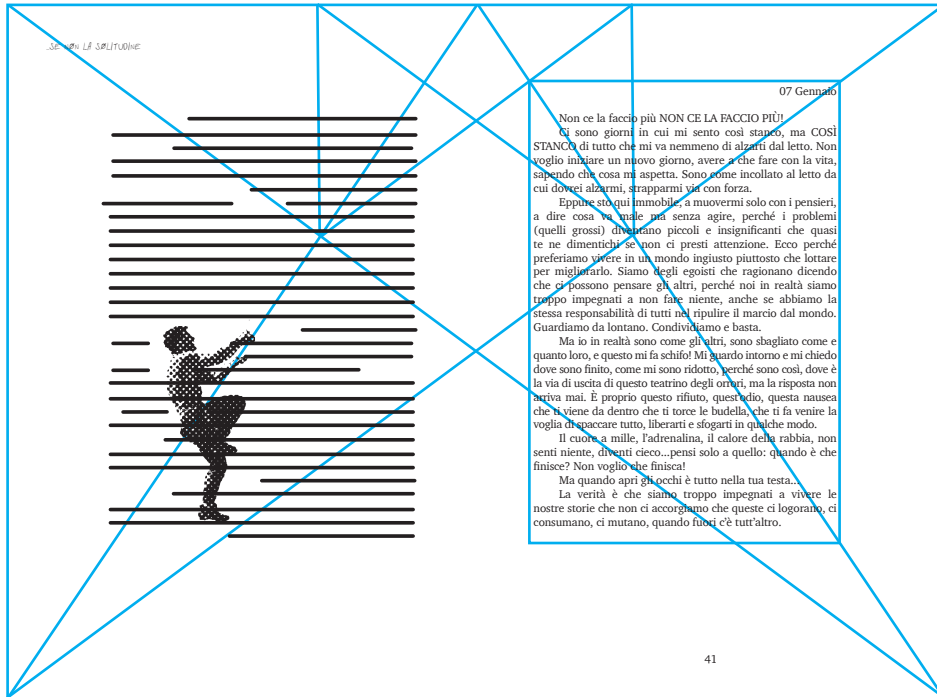 ...SE NON LA SOLITUDINE
07 Gennaio
Non ce la faccio più NON CE LA FACCIO PIÙ!
Ci sono giorni in cui mi sento così stanco, ma COSÌ
STANCO di tutto che mi va nemmeno di alzarti dal letto. Non
voglio iniziare un nuovo giorno, avere a che fare con la vita,
sapendo che cosa mi aspetta. Sono come incollato al letto da
cui dovrei alzarmi, strapparmi via con forza.
Eppure sto qui immobile, a muovermi solo con i pensieri,
a dire cosa va male ma senza agire, perché i problemi
(quelli grossi) diventano piccoli e insignificanti che quasi
te ne dimentichi se non ci presti attenzione. Ecco perché
preferiamo vivere in un mondo ingiusto piuttosto che lottare
per migliorarlo. Siamo degli egoisti che ragionano dicendo
che ci possono pensare gli altri, perché noi in realtà siamo
troppo impegnati a non fare niente, anche se abbiamo la
stessa responsabilità di tutti nel ripulire il marcio dal mondo.
Guardiamo da lontano. Condividiamo e basta.
Ma io in realtà sono come gli altri, sono sbagliato come e
quanto loro, e questo mi fa schifo! Mi guardo intorno e mi chiedo
dove sono finito, come mi sono ridotto, perché sono così, dove è
la via di uscita di questo teatrino degli orrori, ma la risposta non
arriva mai. È proprio questo rifiuto, quest'odio, questa nausea
che ti viene da dentro che ti torce le budella, che ti fa venire la
voglia di spaccare tutto, liberarti e sfogarti in qualche modo.
Il cuore a mille, l'adrenalina, il calore della rabbia, non
senti niente, diventi cieco...pensi solo a quello: quando è che
finisce? Non voglio che finisca!
Ma quando apri gli occhi è tutto nella tua testa...
La verità è che siamo troppo impegnati a vivere le
nostre storie che non ci accorgiamo che queste ci logorano, ci
consumano, ci mutano, quando fuori c'è tutt'altro.
41